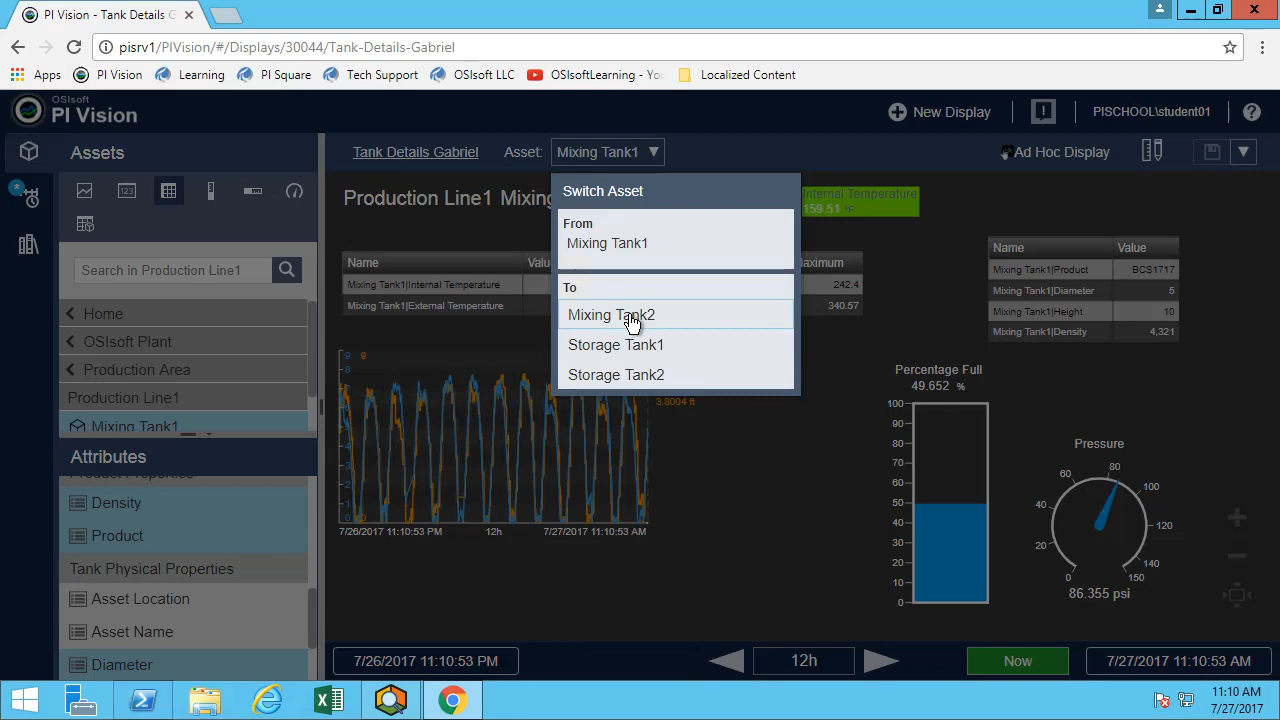 PI Vision - Tank Details G
pisrv1/PIVision/#/Displays/30044/Tank-Details-Gabriel
Apps PI Vision Learning PI Square Tech Support OSIsoft LLC OSIsoftLearning - You Localized Content
OSIsoft
PI Vision
New Display PISCHOOL\student01
Assets
Tank Details Gabriel Asset: Mixing Tank1 Ad Hoc Display
Search in Production Line1
Home
OSIsoft Plant
Production Area
Production Line1
Mixing Tank1
Attributes
Product Properties
Density
Product
Tank Physical Properties
Asset Location
Asset Name
Diameter
Production Line1 Mixing
Internal Temperature
159.51 °F
Switch Asset
From
Mixing Tank1
To
Mixing Tank2
Storage Tank1
Storage Tank2
Name Maximum
Mixing Tank1|Internal Temperature 242.4
Mixing Tank1|External Temperature 340.57
Name Value
Mixing Tank1|Product BCS1717
Mixing Tank1|Diameter 5
Mixing Tank1|Height 10
Mixing Tank1|Density 4,321
3.8004 ft
7/26/2017 11:10:53 PM 12h 7/27/2017 11:10:53 AM
Percentage Full
49.652 %
100
90
80
70
60
50
40
30
20
10
0
Pressure
0
20
40
60
80
100
120
140
150
86.355 psi
7/26/2017 11:10:53 PM 12h Now 7/27/2017 11:10:53 AM
11:10 AM
7/27/2017